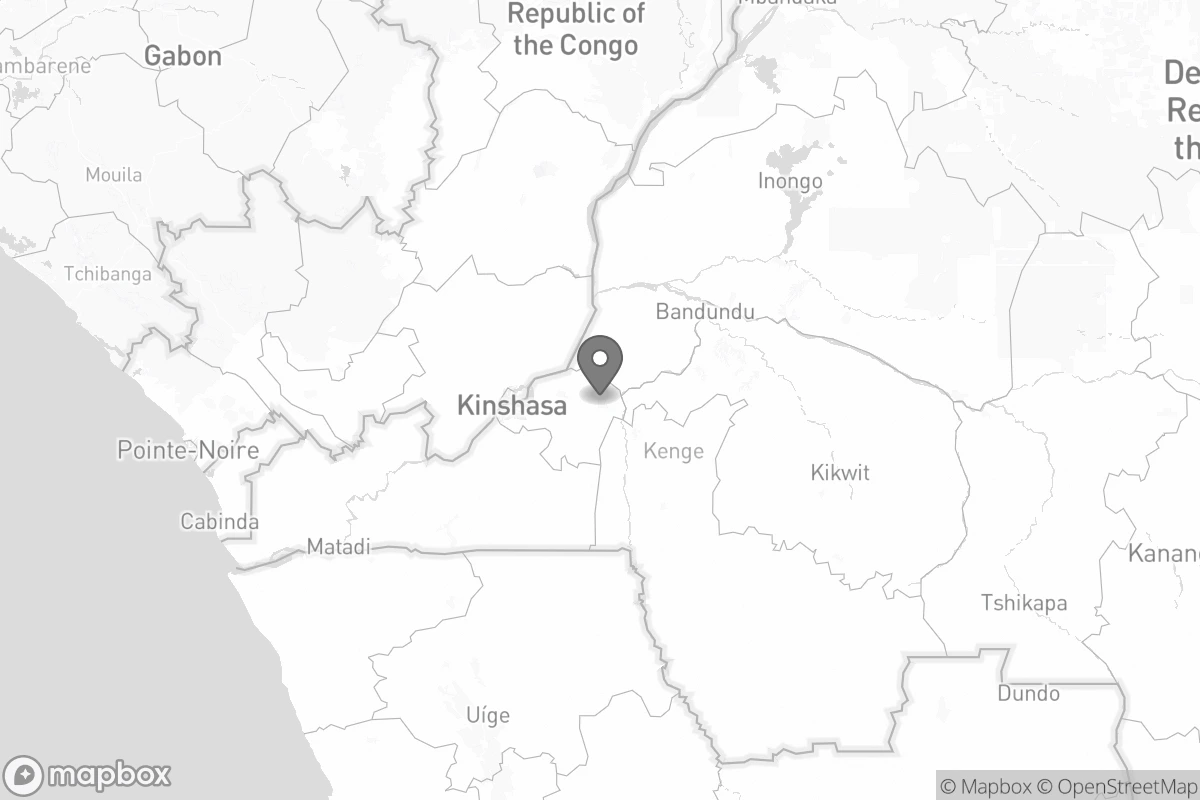 Mbandaka
Republic of
the Congo
Gabon
ambarene
De
Re
th
Mouila
Inongo
Tchibanga
Bandundu
Kinshasa
Pointe-Noire
Kenge
Kikwit
Cabinda
Matadi
Kanang
Tshikapa
Dundo
Uíge
mapbox
© Mapbox © OpenStreetMap